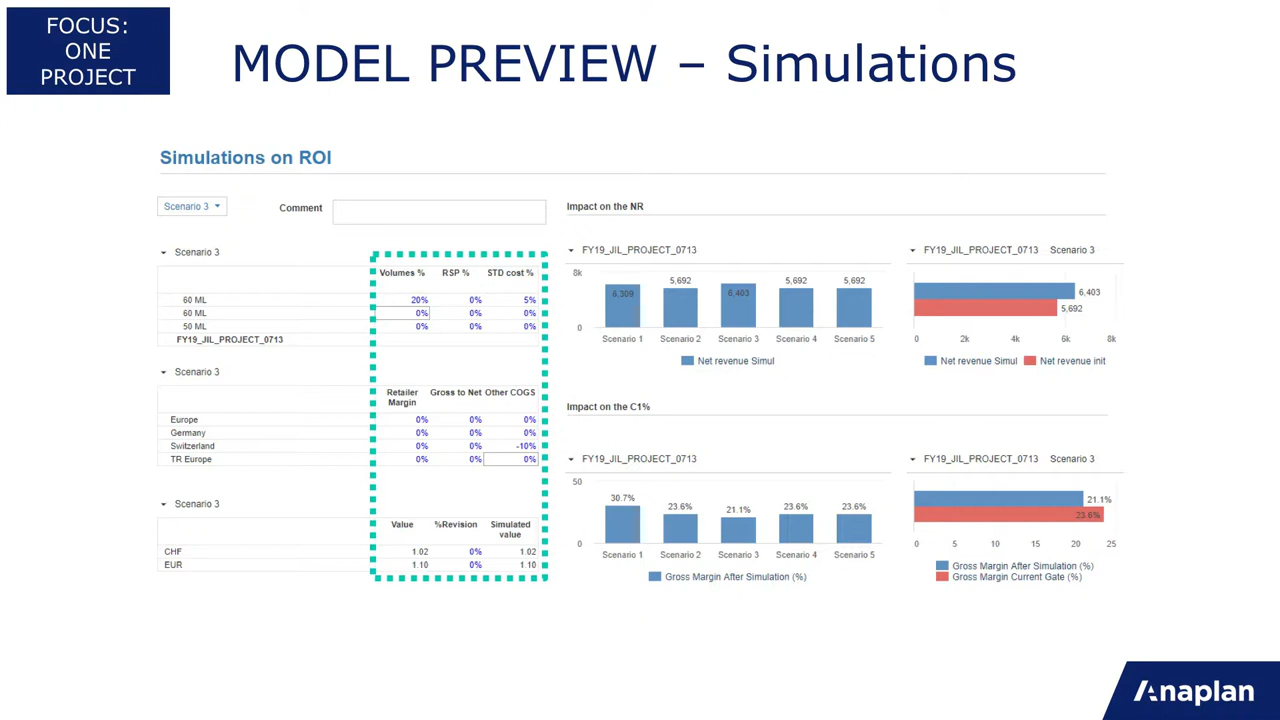 FOCUS:
ONE
PROJECT
MODEL PREVIEW – Simulations
Simulations on ROI
Scenario 3
Comment
Scenario 3
Volumes % RSP % STD cost %
60 ML 20% 0% 5%
60 ML 0% 0% 0%
50 ML 0% 0% 0%
FY19_JIL_PROJECT_0713
Scenario 3
Retailer Margin Gross to Net Other COGS
Europe 0% 0% 0%
Germany 0% 0% 0%
Switzerland 0% 0% -10%
TR Europe 0% 0% 0%
Scenario 3
Value %Revision Simulated value
CHF 1.02 0% 1.02
EUR 1.10 0% 1.10
Impact on the NR
FY19_JIL_PROJECT_0713
8k
6,309 5,692 6,403 5,692 5,692
0
Scenario 1 Scenario 2 Scenario 3 Scenario 4 Scenario 5
Net revenue Simul
FY19_JIL_PROJECT_0713 Scenario 3
6,403
5,692
0 2k 4k 6k 8k
Net revenue Simul Net revenue init
Impact on the C1%
FY19_JIL_PROJECT_0713
50
30.7% 23.6% 21.1% 23.6% 23.6%
0
Scenario 1 Scenario 2 Scenario 3 Scenario 4 Scenario 5
Gross Margin After Simulation (%)
FY19_JIL_PROJECT_0713 Scenario 3
21.1%
23.6%
0 5 10 15 20 25
Gross Margin After Simulation (%)
Gross Margin Current Gate (%)
Anaplan